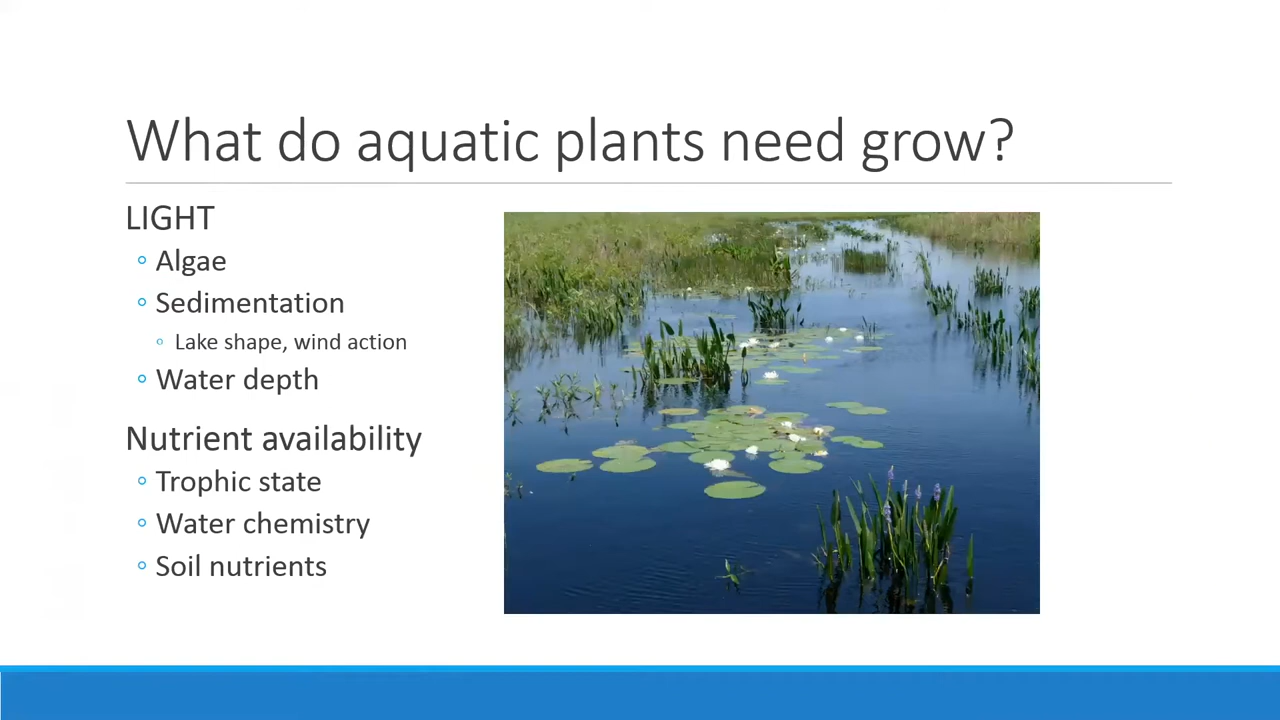 What do aquatic plants need grow?
LIGHT
Algae
Sedimentation
Lake shape, wind action
Water depth
Nutrient availability
Trophic state
Water chemistry
Soil nutrients